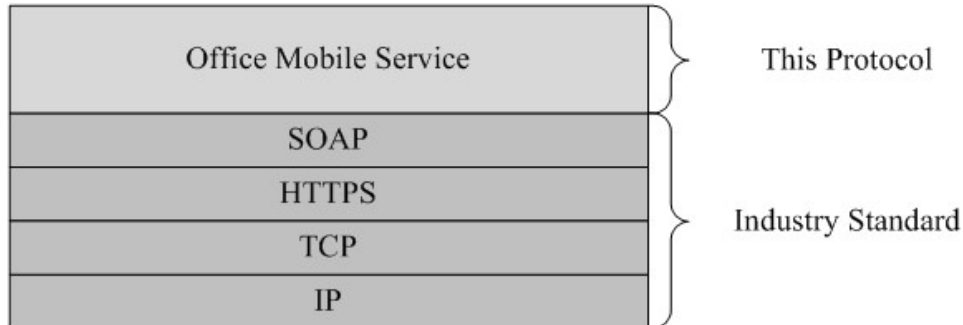 Office Mobile Service
This Protocol
SOAP
HTTPS
TCP
IP
Industry Standard